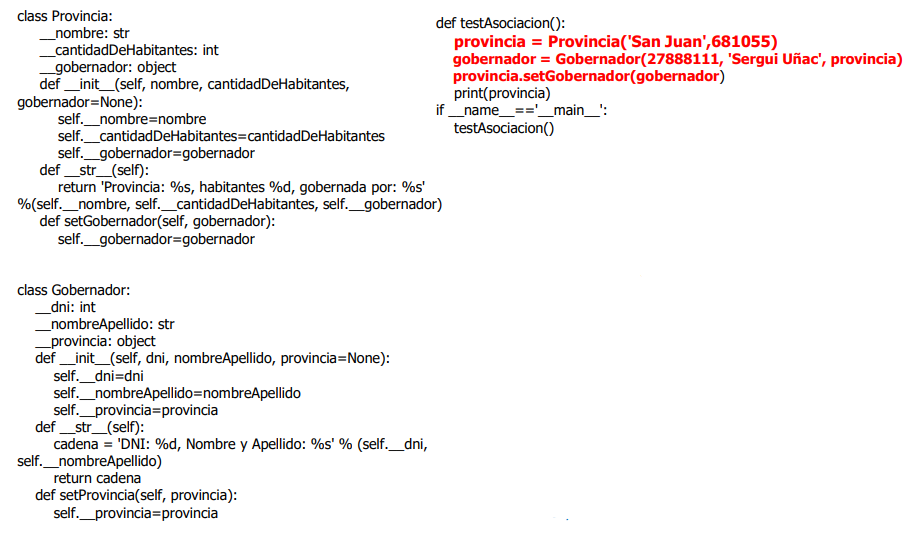 class Provincia:
__nombre: str
__cantidadDeHabitantes: int
__gobernador: object
def __init__(self, nombre, cantidadDeHabitantes,
gobernador=None):
self.__nombre=nombre
self.__cantidadDeHabitantes=cantidadDeHabitantes
self.__gobernador=gobernador
def __str__(self):
return 'Provincia: %s, habitantes %d, gobernada por: %s'
%(self.__nombre, self.__cantidadDeHabitantes, self.__gobernador)
def setGobernador(self, gobernador):
self.__gobernador=gobernador
class Gobernador:
__dni: int
__nombreApellido: str
__provincia: object
def __init__(self, dni, nombreApellido, provincia=None):
self.__dni=dni
self.__nombreApellido=nombreApellido
self.__provincia=provincia
def __str__(self):
cadena = 'DNI: %d, Nombre y Apellido: %s' % (self.__dni,
self.__nombreApellido)
return cadena
def setProvincia(self, provincia):
self.__provincia=provincia
def testAsociacion():
provincia = Provincia('San Juan',681055)
gobernador = Gobernador(27888111, 'Sergui Uñac', provincia)
provincia.setGobernador(gobernador)
print(provincia)
if __name__=='__main__':
testAsociacion()